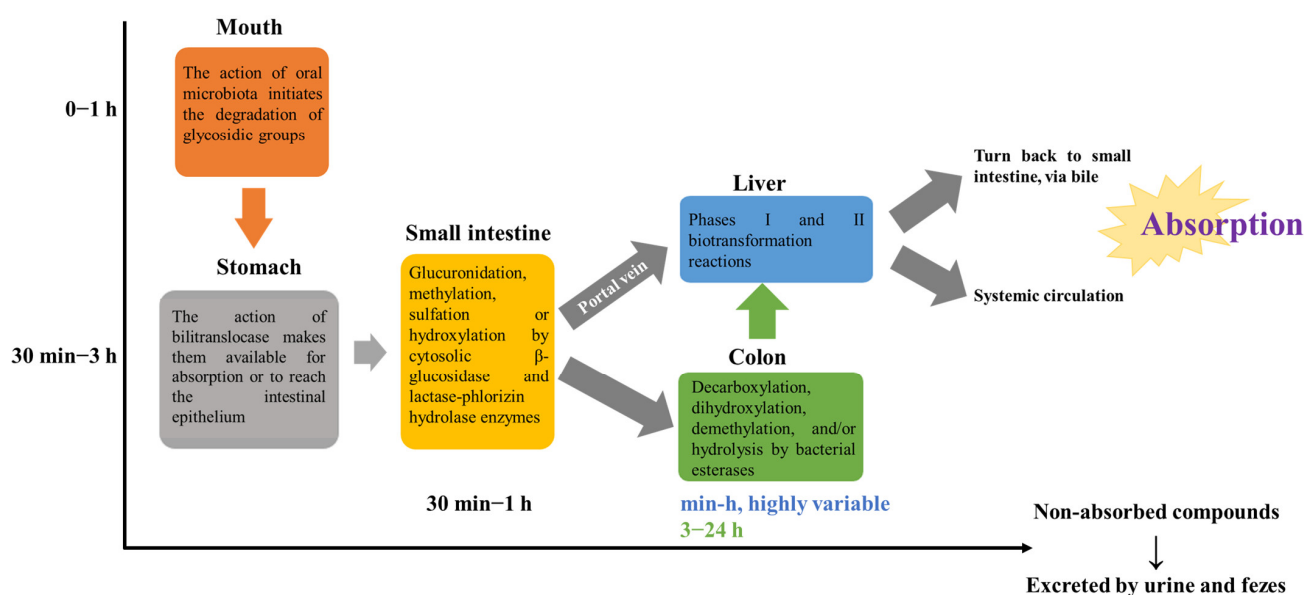 Mouth
The action of oral
microbiota initiates
the degradation of
glycosidic groups
0−1 h
Stomach
The action of
bilitranslocase makes
them available for
absorption or to reach
the intestinal
epithelium
30 min−3 h
Small intestine
Glucuronidation,
methylation,
sulfation or
hydroxylation by
cytosolic β-
glucosidase and
lactase-phlorizin
hydrolase enzymes
30 min−1 h
Portal vein
Liver
Phases I and II
biotransformation
reactions
Colon
Decarboxylation,
dihydroxylation,
demethylation, and/or
hydrolysis by bacterial
esterases
min-h, highly variable
3−24 h
Turn back to small
intestine, via bile
Systemic circulation
Absorption
Non-absorbed compounds
Excreted by urine and fezes